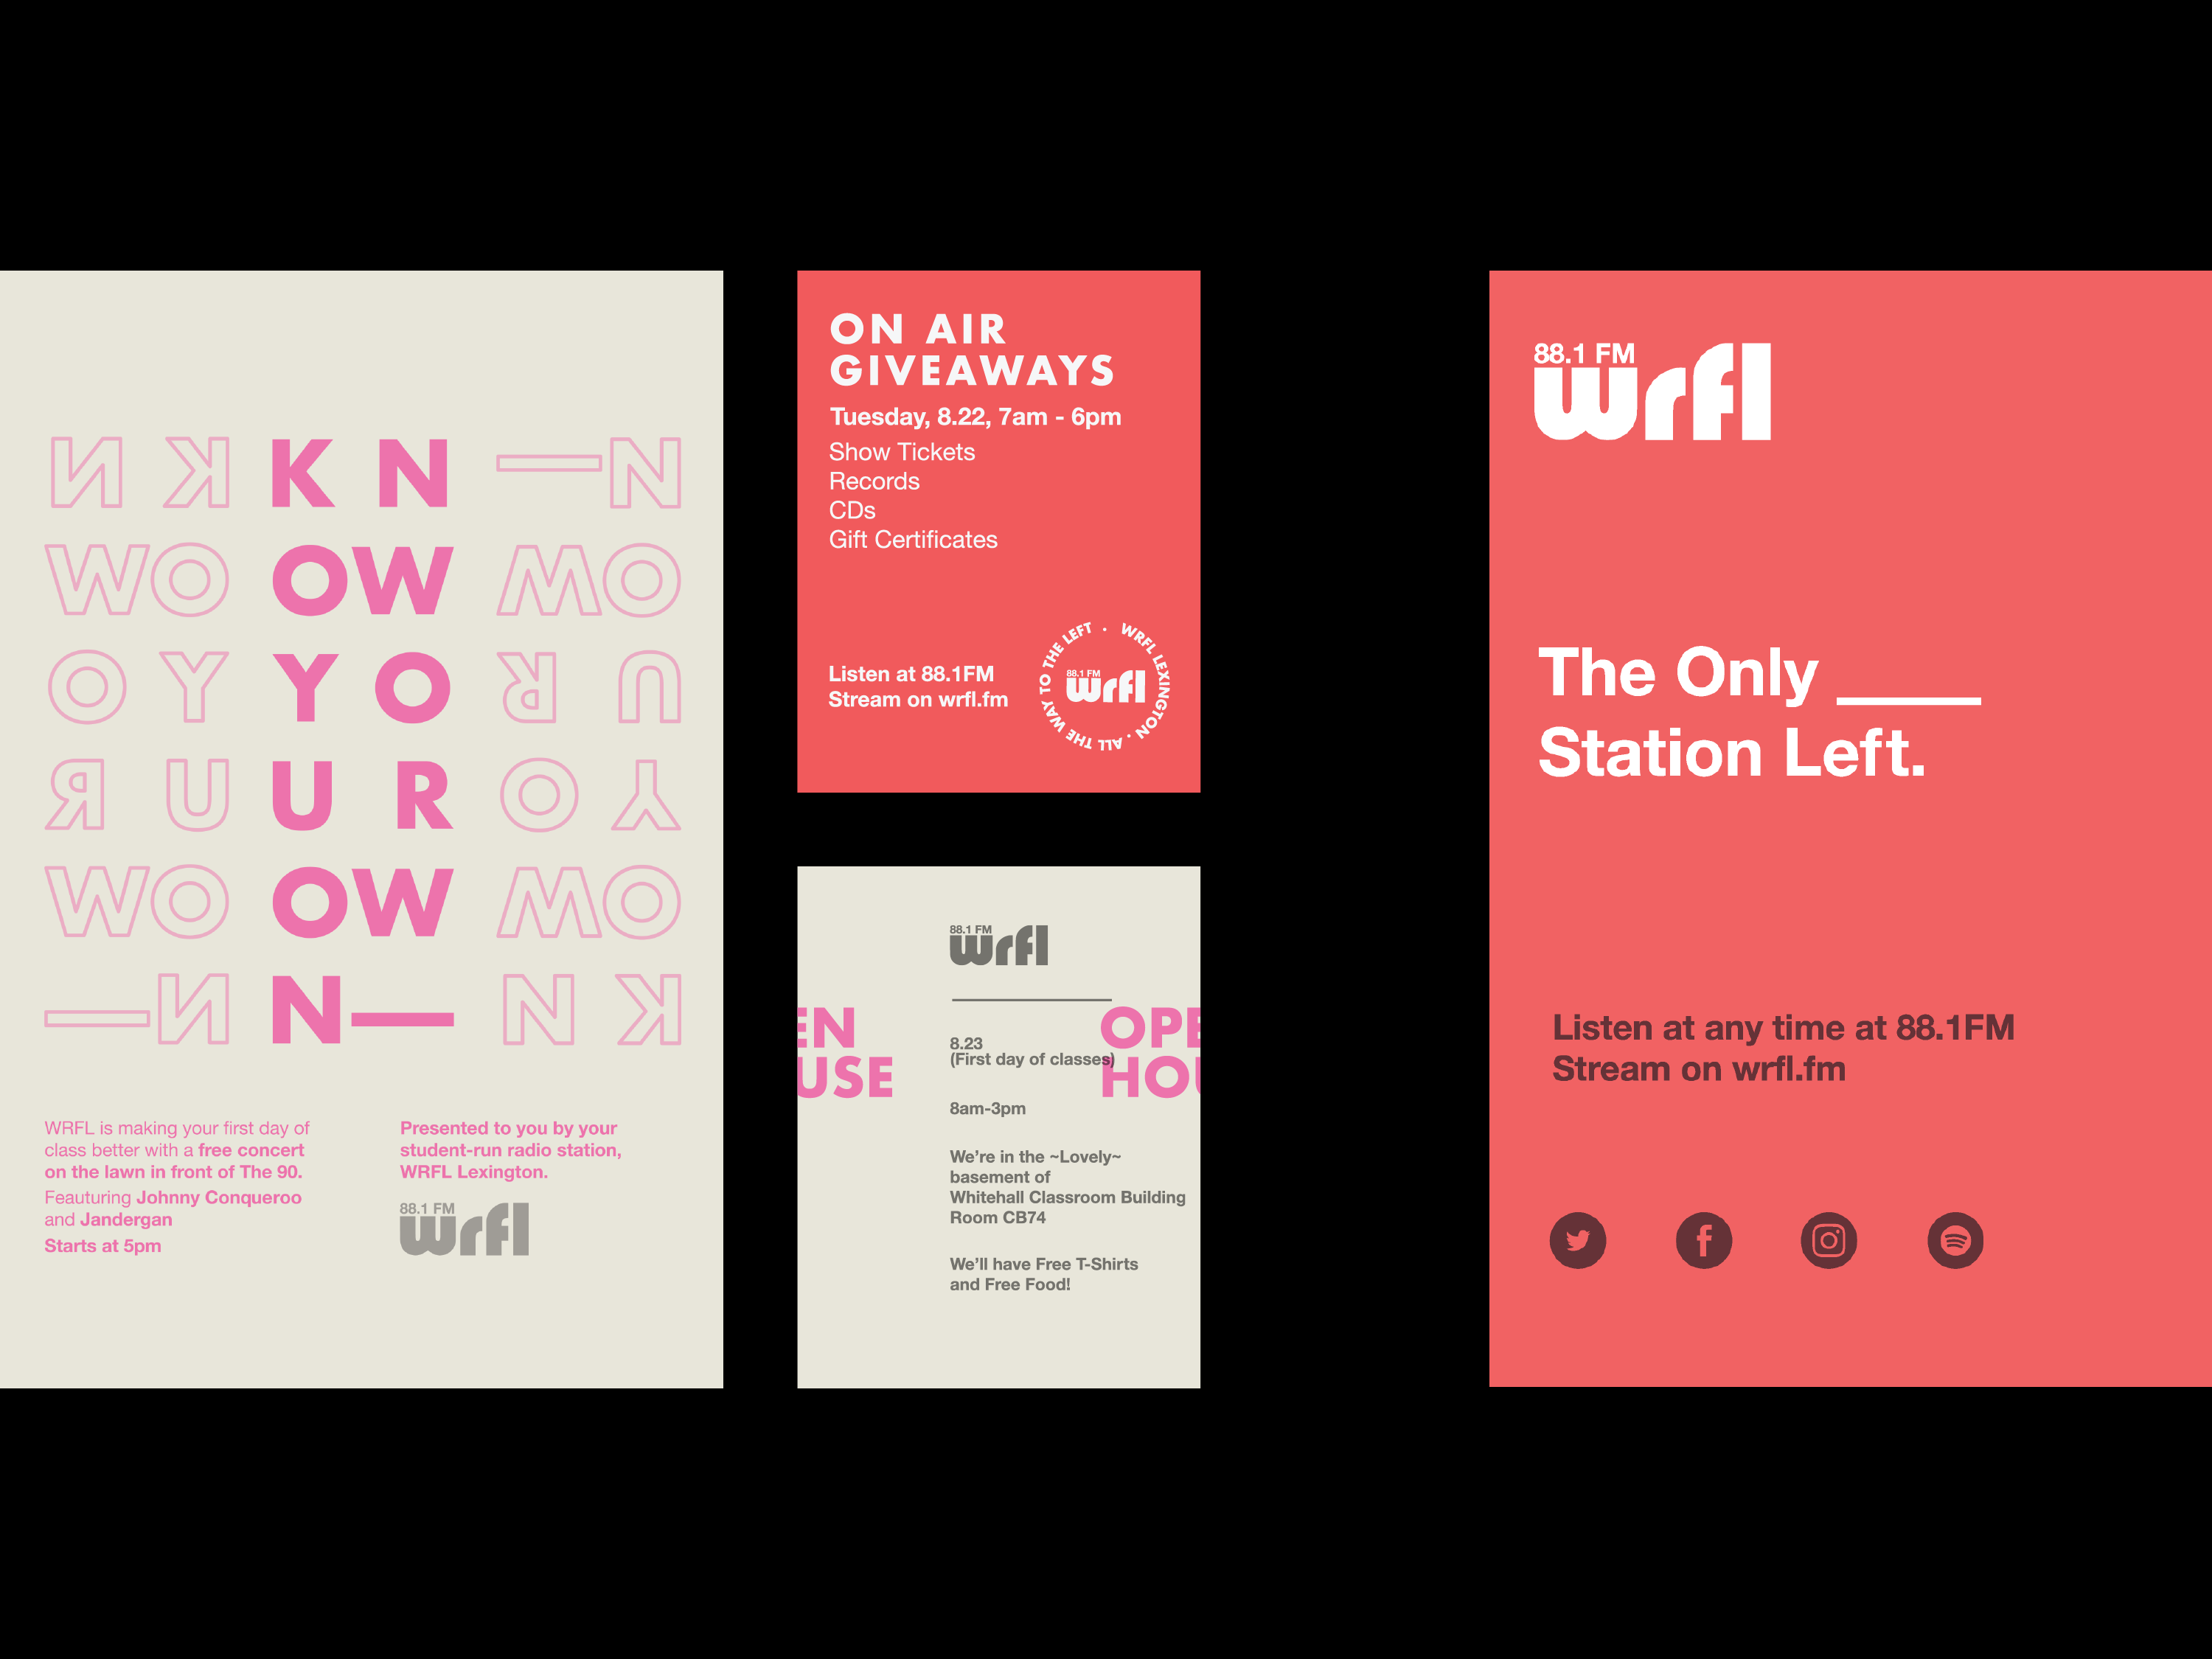 N K K N — N
W O O W W O
O Y Y O R U
R U U R O Y
W O O W W O
— N N — N K
WRFL is making your first day of
class better with a free concert
on the lawn in front of The 90.
Feauturing Johnny Conqueroo
and Jandergan
Starts at 5pm
Presented to you by your
student-run radio station,
WRFL Lexington.
88.1 FM
wrfl
ON AIR
GIVEAWAYS
Tuesday, 8.22, 7am - 6pm
Show Tickets
Records
CDs
Gift Certificates
Listen at 88.1FM
Stream on wrfl.fm
WRFL LEXINGTON · ALL THE WAY TO THE LEFT ·
88.1 FM
wrfl
88.1 FM
wrfl
EN OPE
USE HOU
8.23
(First day of classes)
8am-3pm
We're in the ~Lovely~
basement of
Whitehall Classroom Building
Room CB74
We'll have Free T-Shirts
and Free Food!
88.1 FM
wrfl
The Only ____
Station Left.
Listen at any time at 88.1FM
Stream on wrfl.fm